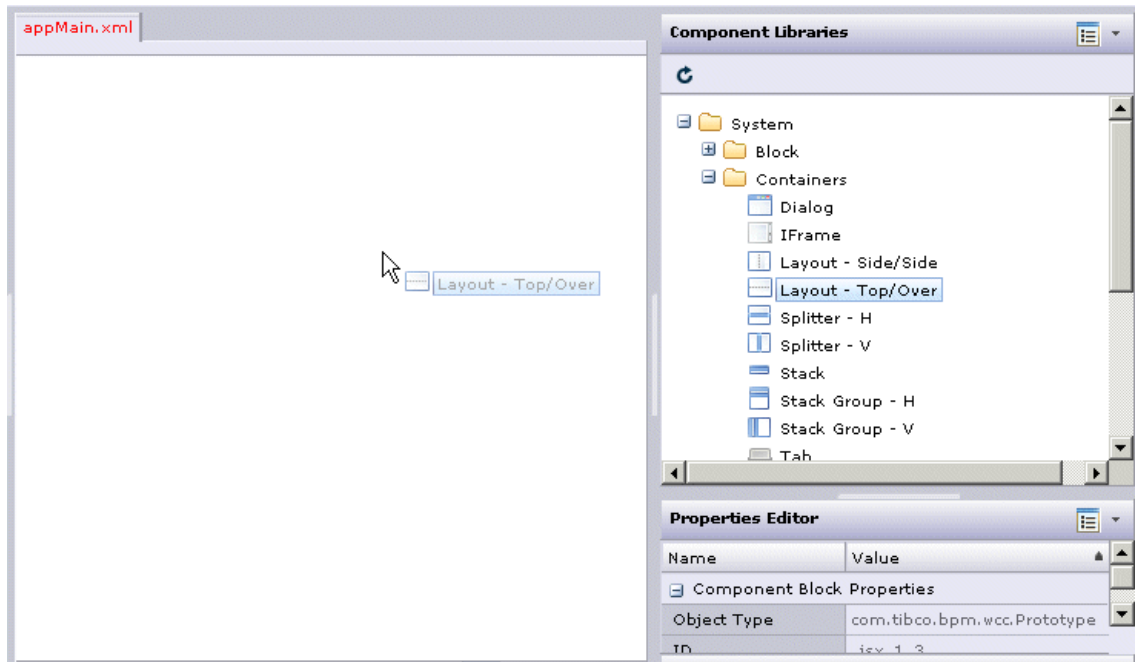 appMain.xml
Layout - Top/Over
Component Libraries
System
Block
Containers
Dialog
IFrame
Layout - Side/Side
Layout - Top/Over
Splitter - H
Splitter - V
Stack
Stack Group - H
Stack Group - V
Tab
Properties Editor
Name Value
Component Block Properties
Object Type com.tibco.bpm.wcc.Prototype
ID jsx_1_3